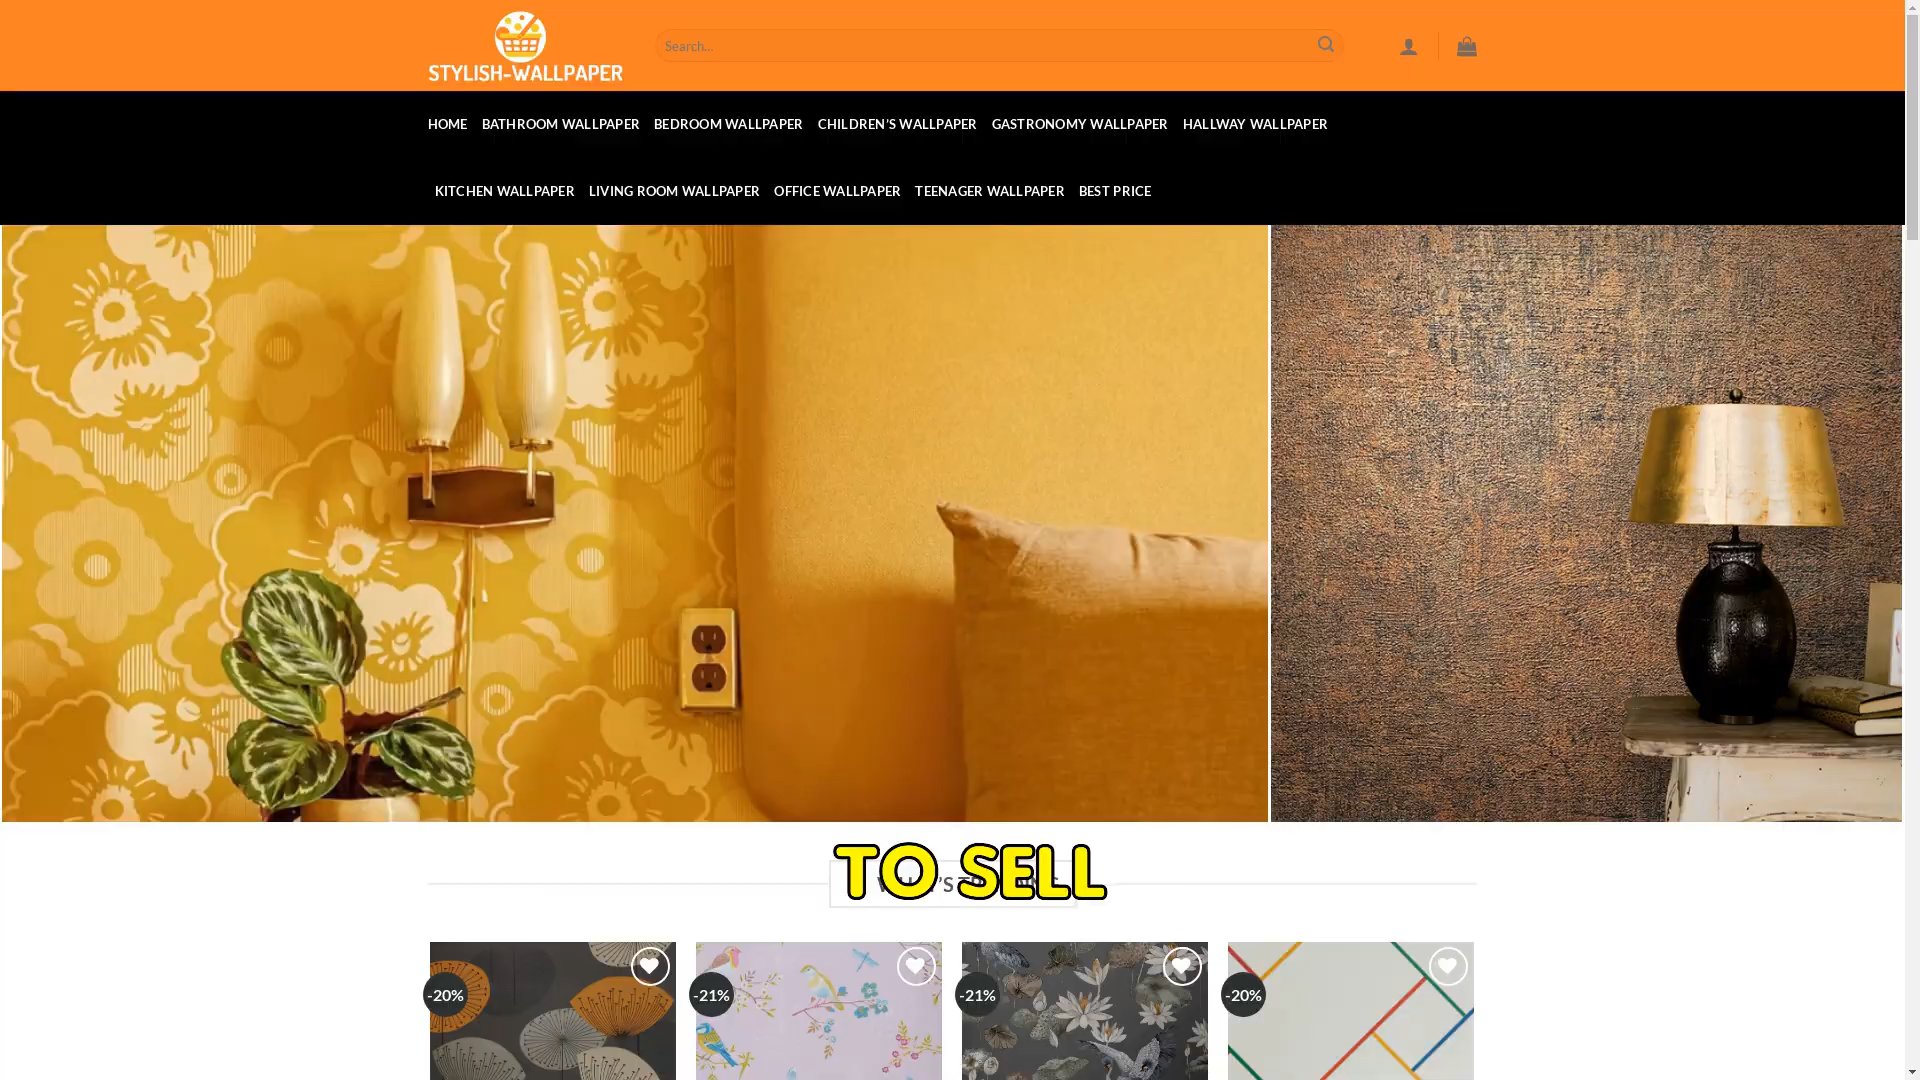 STYLISH-WALLPAPER
Search...
HOME BATHROOM WALLPAPER BEDROOM WALLPAPER CHILDREN'S WALLPAPER GASTRONOMY WALLPAPER HALLWAY WALLPAPER
KITCHEN WALLPAPER LIVING ROOM WALLPAPER OFFICE WALLPAPER TEENAGER WALLPAPER BEST PRICE
TO SELL
-20% -21% -21% -20%